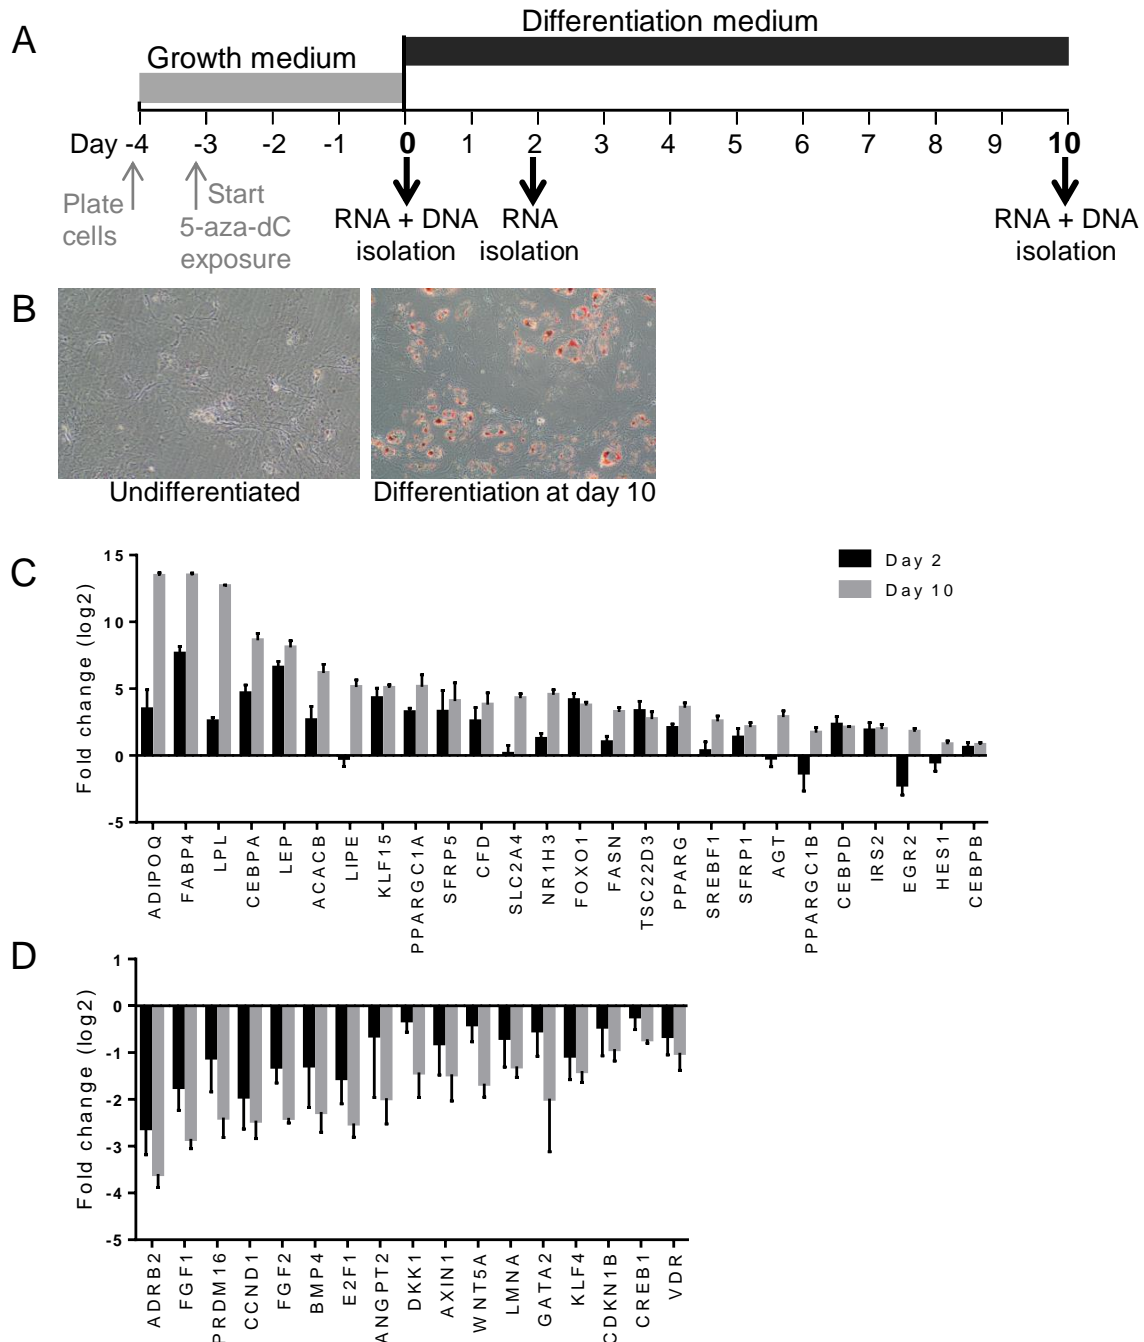 A
Differentiation medium
Growth medium
Day -4 -3 -2 -1 0 1 2 3 4 5 6 7 8 9 10
Plate
cells
Start
5-aza-dC
exposure
RNA + DNA
isolation
RNA
isolation
RNA + DNA
isolation
B
Undifferentiated
Differentiation at day 10
C
Fold change (log2)
15
10
5
0
-5
Day 2
Day 10
ADIPOQ
FABP4
LPL
CEBPA
LEP
ACACB
LIPE
KLF15
PPARGC1A
SFRP5
CFD
SLC2A4
NR1H3
FOXO1
FASN
TSC22D3
PPARG
SREBF1
SFRP1
AGT
PPARGC1B
CEBPD
IRS2
EGR2
HES1
CEBPB
D
Fold change (log2)
1
0
-1
-2
-3
-4
-5
ADRB2
FGF1
PRDM16
CCND1
FGF2
BMP4
E2F1
ANGPT2
DKK1
AXIN1
WNT5A
LMNA
GATA2
KLF4
CDKN1B
CREB1
VDR